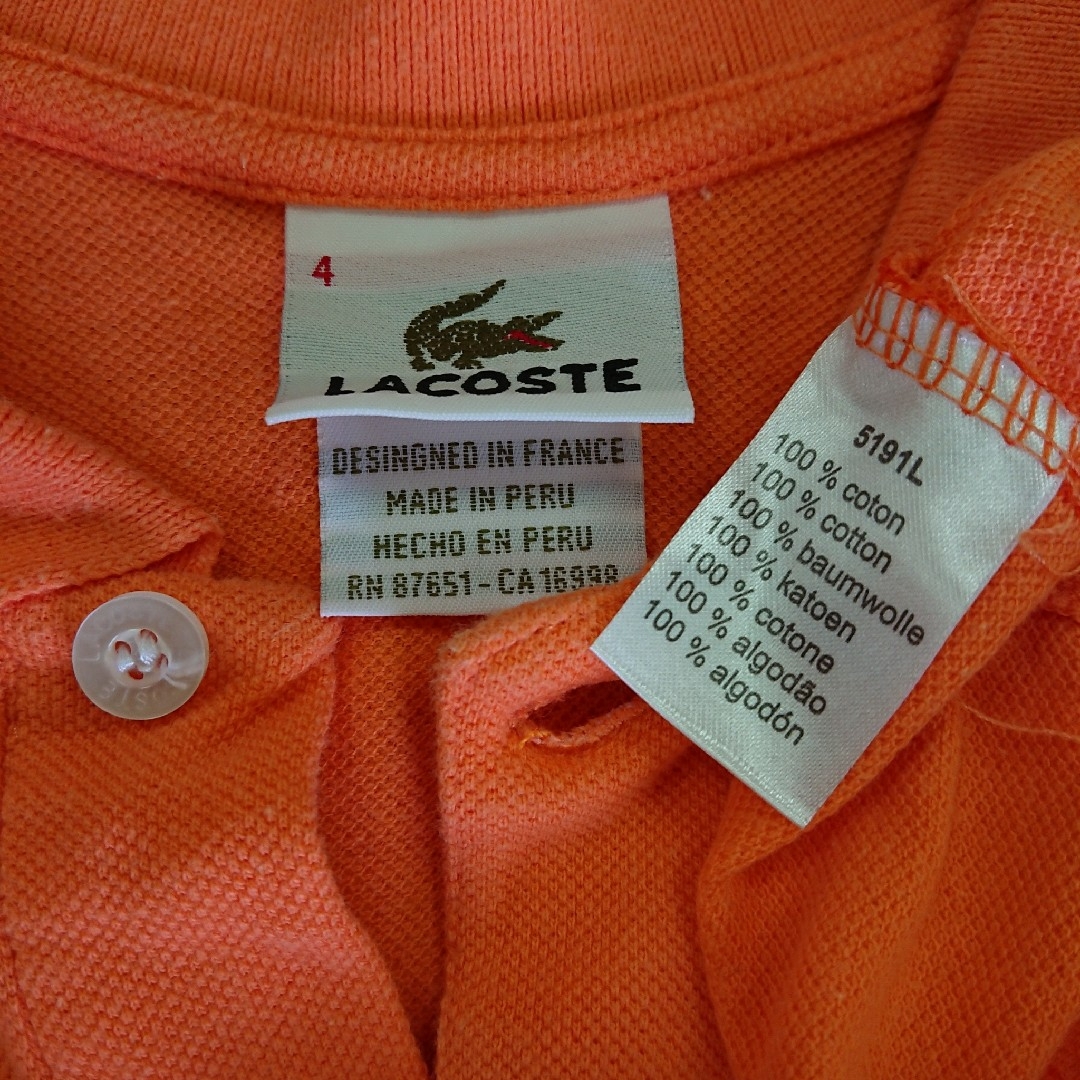 4
LACOSTE
DESINGNED IN FRANCE
MADE IN PERU
HECHO EN PERU
RN 87651 - CA 16998
5191L
100 % coton
100 % cotton
100 % baumwolle
100 % katoen
100 % cotone
100 % algodão
100 % algodón